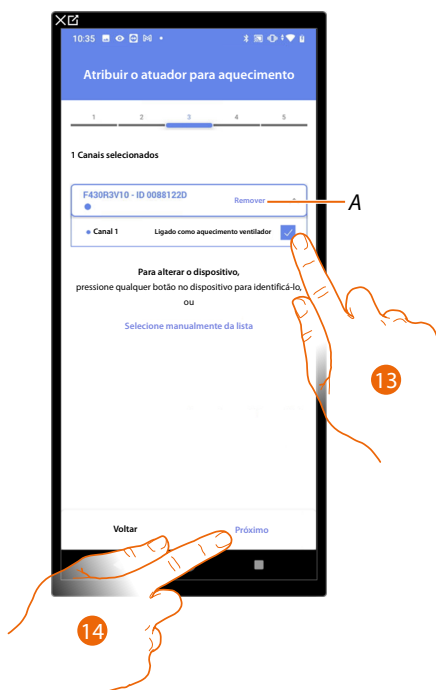 10:35
Atribuir o atuador para aquecimento
1 2 3 4 5
1 Canais selecionados
F430R3V10 - ID 0088122D
Remover
A
Canal 1 Ligado como aquecimento ventilador
Para alterar o dispositivo,
pressione qualquer botão no dispositivo para identificá-lo,
ou
Selecione manualmente da lista
13
Voltar Próximo
14